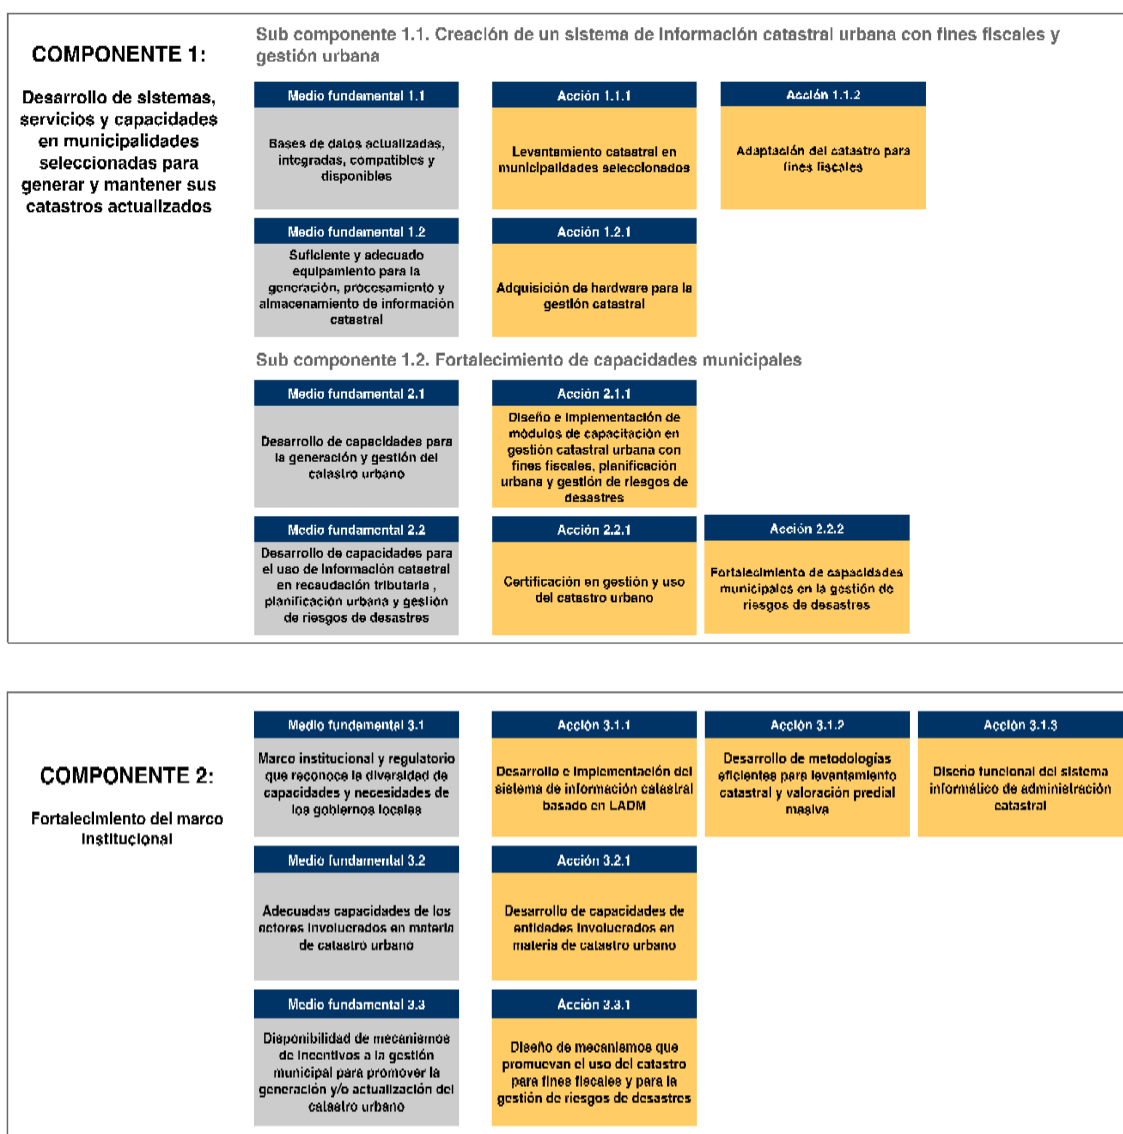 COMPONENTE 1:
Desarrollo de sistemas,
servicios y capacidades
en municipalidades
seleccionadas para
generar y mantener sus
catastros actualizados
Sub componente 1.1. Creación de un sistema de información catastral urbana con fines fiscales y
gestión urbana
Medio fundamental 1.1
Bases de datos actualizadas,
integradas, compatibles y
disponibles
Acción 1.1.1
Levantamiento catastral en
municipalidades seleccionados
Acción 1.1.2
Adaptación del catastro para
fines fiscales
Medio fundamental 1.2
Suficiente y adecuado
equipamiento para la
generación, procesamiento y
almacenamiento de información
catastral
Acción 1.2.1
Adquisición de hardware para la
gestión catastral
Sub componente 1.2. Fortalecimiento de capacidades municipales
Medio fundamental 2.1
Desarrollo de capacidades para
la generación y gestión del
catastro urbano
Acción 2.1.1
Diseño e implementación de
módulos de capacitación en
gestión catastral urbana con
fines fiscales, planificación
urbana y gestión de riesgos de
desastres
Medio fundamental 2.2
Desarrollo de capacidades para
el uso de información catastral
en recaudación tributaria ,
planificación urbana y gestión
de riesgos de desastres
Acción 2.2.1
Certificación en gestión y uso
del catastro urbano
Acción 2.2.2
Fortalecimiento de capacidades
municipales en la gestión de
riesgos de desastres
COMPONENTE 2:
Fortalecimiento del marco
institucional
Medio fundamental 3.1
Marco institucional y regulatorio
que reconoce la diversidad de
capacidades y necesidades de
los gobiernos locales
Acción 3.1.1
Desarrollo e implementación del
sistema de información catastral
basado en LADM
Acción 3.1.2
Desarrollo de metodologías
eficientes para levantamiento
catastral y valoración predial
masiva
Acción 3.1.3
Diseño funcional del sistema
informático de administración
catastral
Medio fundamental 3.2
Adecuadas capacidades de los
actores involucrados en materia
de catastro urbano
Acción 3.2.1
Desarrollo de capacidades de
entidades involucrados en
materia de catastro urbano
Medio fundamental 3.3
Disponibilidad de mecanismos
de incentivos a la gestión
municipal para promover la
generación y/o actualización del
catastro urbano
Acción 3.3.1
Diseño de mecanismos que
promuevan el uso del catastro
para fines fiscales y para la
gestión de riesgos de desastres